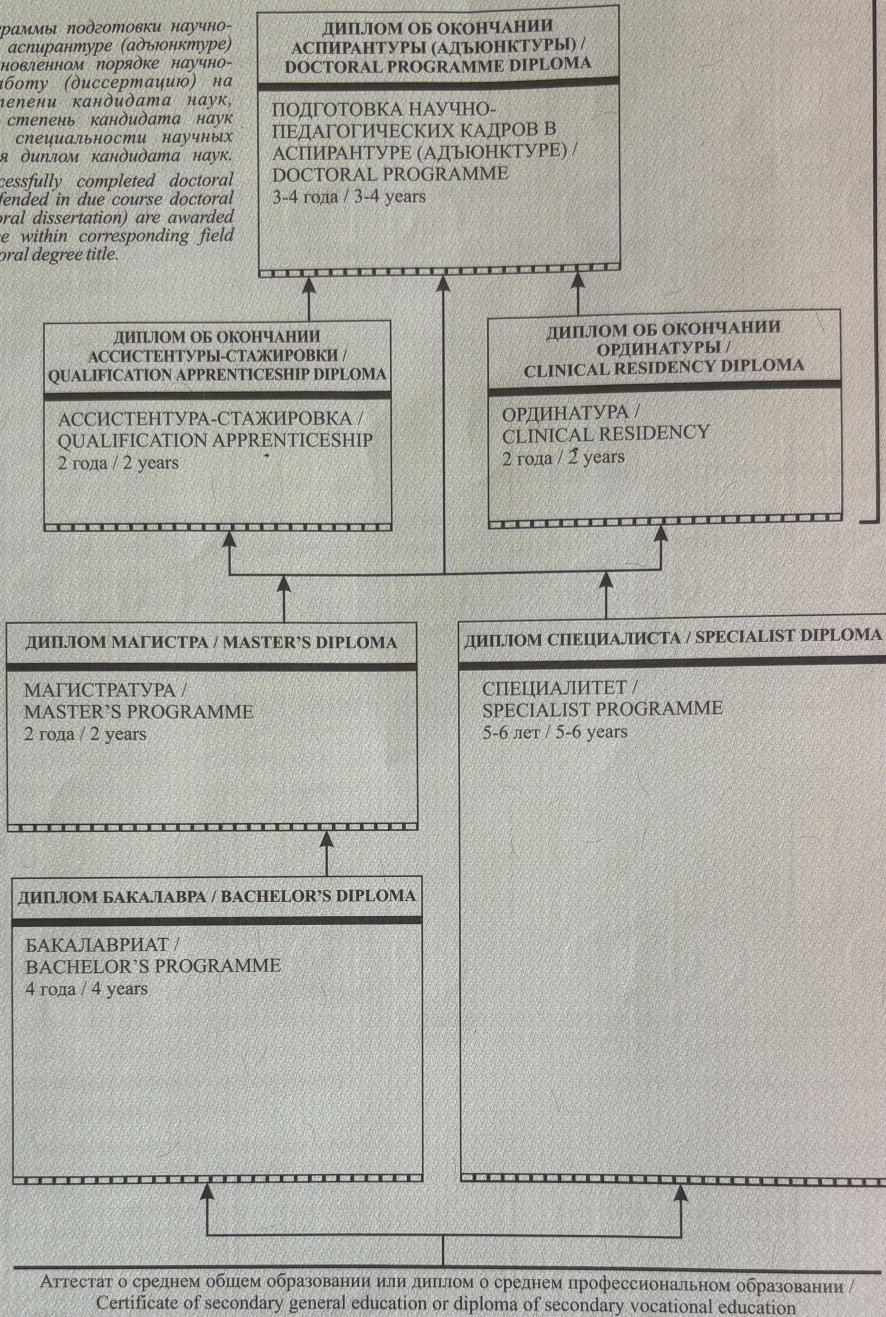 граммы подготовки научно-
аспирантуре (адъюнктуре)
новленном порядке научно-
аботу (диссертацию) на
тепени кандидата наук,
степень кандидата наук
специальности научных
я диплом кандидата наук.
cessfully completed doctoral
fended in due course doctoral
oral dissertation) are awarded
e within corresponding field
oral degree title.
ДИПЛОМ ОБ ОКОНЧАНИИ
АСПИРАНТУРЫ (АДЪЮНКТУРЫ) /
DOCTORAL PROGRAMME DIPLOMA
ПОДГОТОВКА НАУЧНО-
ПЕДАГОГИЧЕСКИХ КАДРОВ В
АСПИРАНТУРЕ (АДЪЮНКТУРЕ) /
DOCTORAL PROGRAMME
3-4 года / 3-4 years
ДИПЛОМ ОБ ОКОНЧАНИИ
АССИСТЕНТУРЫ-СТАЖИРОВКИ /
QUALIFICATION APPRENTICESHIP DIPLOMA
АССИСТЕНТУРА-СТАЖИРОВКА /
QUALIFICATION APPRENTICESHIP
2 года / 2 years
ДИПЛОМ ОБ ОКОНЧАНИИ
ОРДИНАТУРЫ /
CLINICAL RESIDENCY DIPLOMA
ОРДИНАТУРА /
CLINICAL RESIDENCY
2 года / 2 years
ДИПЛОМ МАГИСТРА / MASTER'S DIPLOMA
МАГИСТРАТУРА /
MASTER'S PROGRAMME
2 года / 2 years
ДИПЛОМ СПЕЦИАЛИСТА / SPECIALIST DIPLOMA
СПЕЦИАЛИТЕТ /
SPECIALIST PROGRAMME
5-6 лет / 5-6 years
ДИПЛОМ БАКАЛАВРА / BACHELOR'S DIPLOMA
БАКАЛАВРИАТ /
BACHELOR'S PROGRAMME
4 года / 4 years
Аттестат о среднем общем образовании или диплом о среднем профессиональном образовании /
Certificate of secondary general education or diploma of secondary vocational education